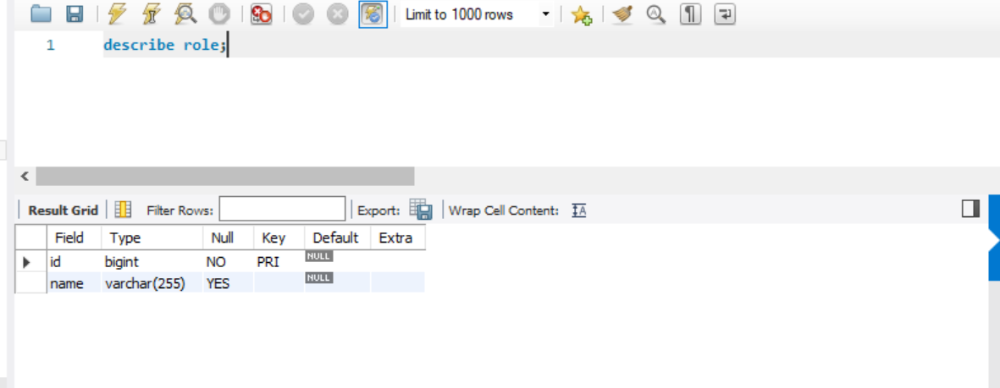 Limit to 1000 rows
1 describe role;
Result Grid Filter Rows: Export: Wrap Cell Content: IA
Field Type Null Key Default Extra
id bigint NO PRI NULL
name varchar(255) YES NULL